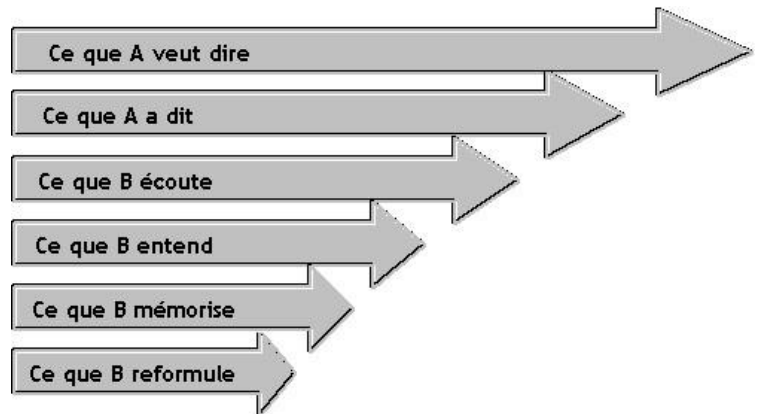 Ce que A veut dire
Ce que A a dit
Ce que B écoute
Ce que B entend
Ce que B mémorise
Ce que B reformule